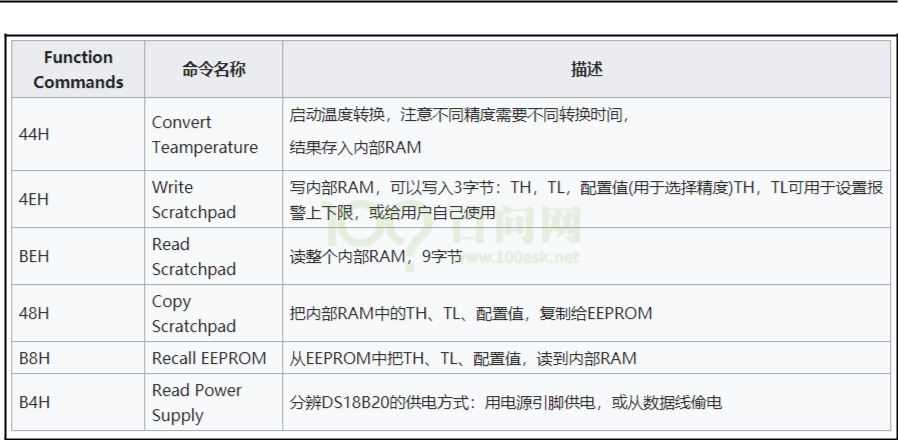 Function
Commands
命令名称
描述
44H
Convert
Teamperature
启动温度转换，注意不同精度需要不同转换时间，
结果存入内部RAM
4EH
Write
Scratchpad
写内部RAM，可以写入3字节：TH，TL，配置值(用于选择精度)TH，TL可用于设置报
警上下限，或给用户自己使用
BEH
Read
Scratchpad
读整个内部RAM，9字节
48H
Copy
Scratchpad
把内部RAM中的TH、TL、配置值，复制给EEPROM
B8H
Recall EEPROM
从EEPROM中把TH、TL、配置值，读到内部RAM
B4H
Read Power
Supply
分辨DS18B20的供电方式：用电源引脚供电，或从数据线偷电
100
百问网
www.100ask.net